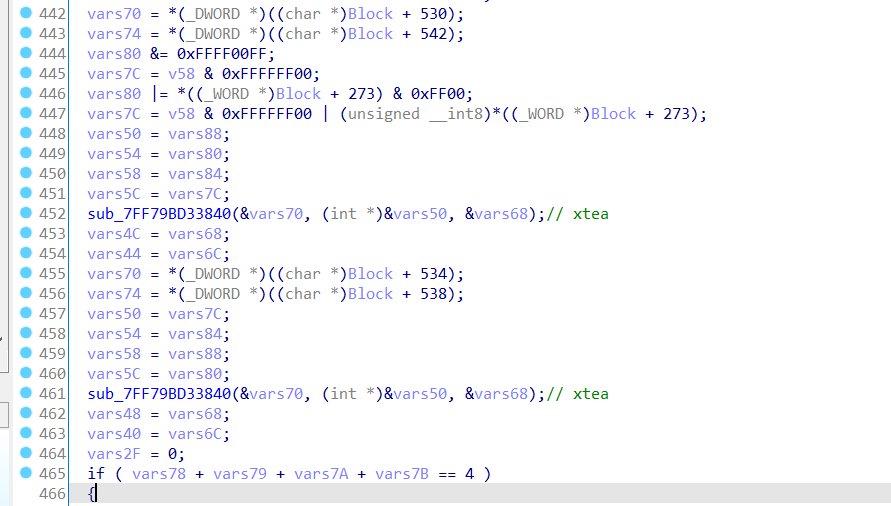 442 vars70 = *(_DWORD *)((char *)Block + 530);
443 vars74 = *(_DWORD *)((char *)Block + 542);
444 vars80 &= 0xFFFF00FF;
445 vars7C = v58 & 0xFFFFFF00;
446 vars80 |= *((_WORD *)Block + 273) & 0xFF00;
447 vars7C = v58 & 0xFFFFFF00 | (unsigned __int8)*((_WORD *)Block + 273);
448 vars50 = vars88;
449 vars54 = vars80;
450 vars58 = vars84;
451 vars5C = vars7C;
452 sub_7FF79BD33840(&vars70, (int *)&vars50, &vars68);// xtea
453 vars4C = vars68;
454 vars44 = vars6C;
455 vars70 = *(_DWORD *)((char *)Block + 534);
456 vars74 = *(_DWORD *)((char *)Block + 538);
457 vars50 = vars7C;
458 vars54 = vars84;
459 vars58 = vars88;
460 vars5C = vars80;
461 sub_7FF79BD33840(&vars70, (int *)&vars50, &vars68);// xtea
462 vars48 = vars68;
463 vars40 = vars6C;
464 vars2F = 0;
465 if ( vars78 + vars79 + vars7A + vars7B == 4 )
466 {